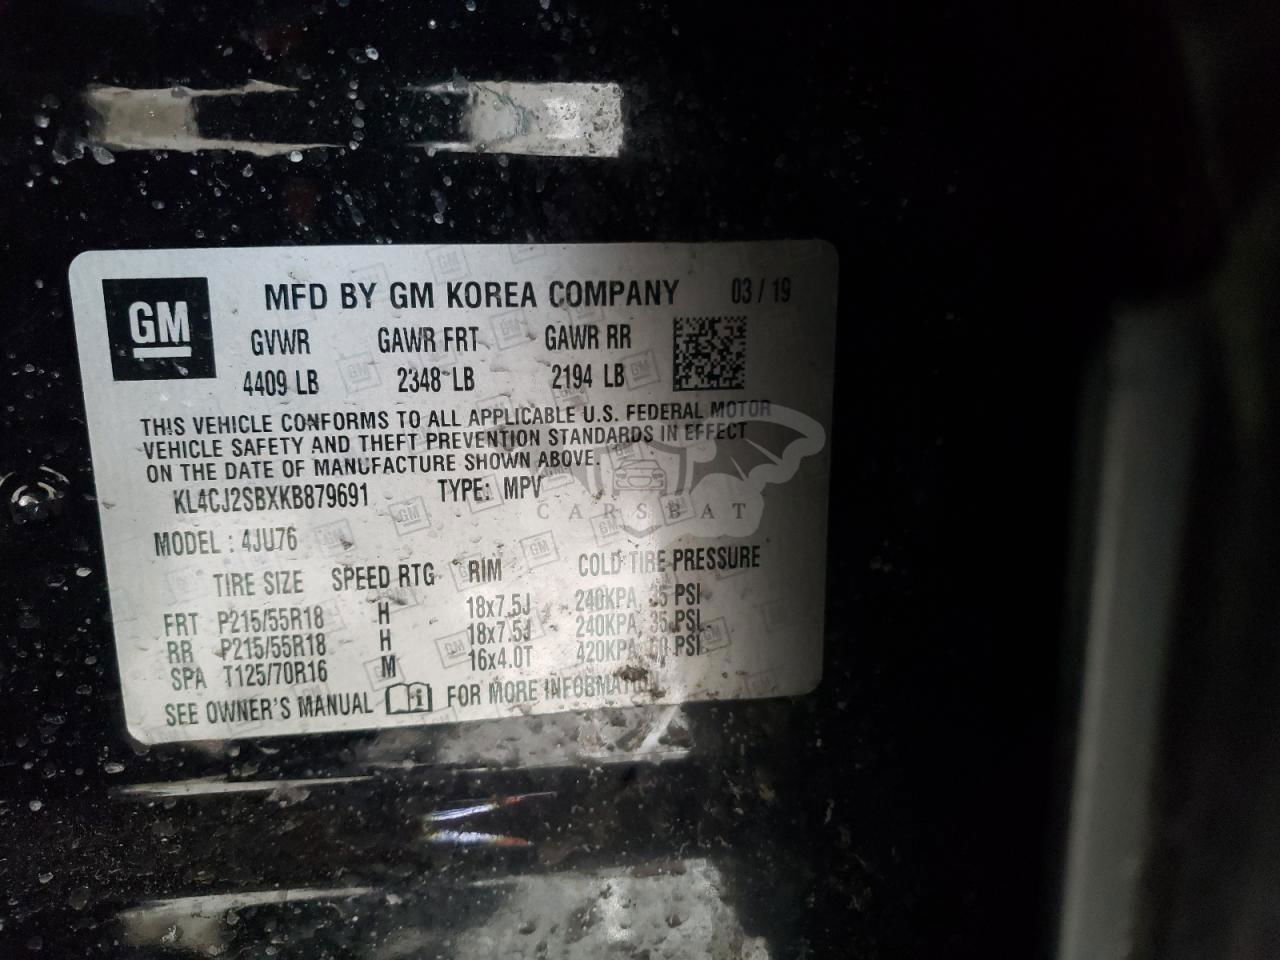 GM
MFD BY GM KOREA COMPANY 03 / 19
GVWR GAWR FRT GAWR RR
4409 LB 2348 LB 2194 LB
THIS VEHICLE CONFORMS TO ALL APPLICABLE U.S. FEDERAL MOTOR
VEHICLE SAFETY AND THEFT PREVENTION STANDARDS IN EFFECT
ON THE DATE OF MANUFACTURE SHOWN ABOVE.
KL4CJ2SBXKB879691 TYPE: MPV
CARSBAT
MODEL : 4JU76
TIRE SIZE SPEED RTG RIM COLD TIRE PRESSURE
FRT P215/55R18 H 18x7.5J 240KPA 35 PSI
RR P215/55R18 H 18x7.5J 240KPA 35 PSI
SPA T125/70R16 M 16x4.0T 420KPA 60 PSI
SEE OWNER'S MANUAL FOR MORE INFORMATION